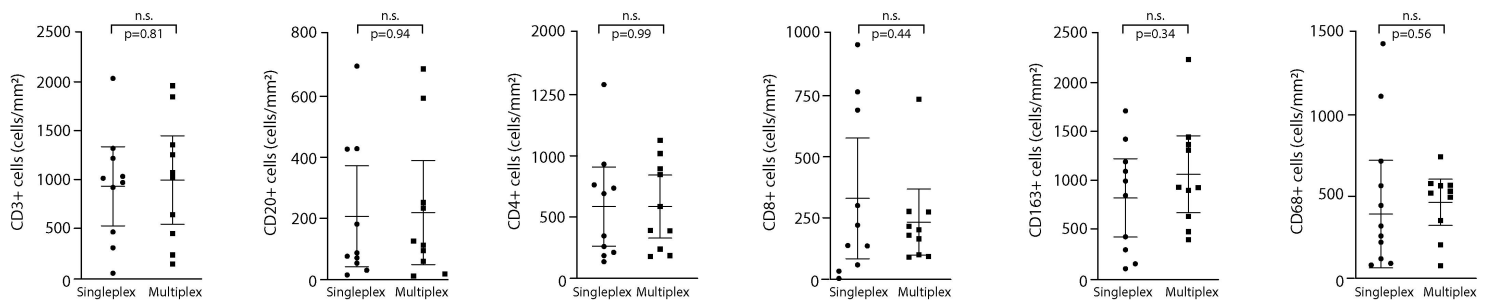 n.s.
p=0.81
CD3+ cells (cells/mm²)
2500
2000
1500
1000
500
0
Singleplex Multiplex
n.s.
p=0.94
CD20+ cells (cells/mm²)
800
600
400
200
0
Singleplex Multiplex
n.s.
p=0.99
CD4+ cells (cells/mm²)
2000
1250
1000
500
0
Singleplex Multiplex
n.s.
p=0.44
CD8+ cells (cells/mm²)
1000
750
500
250
0
Singleplex Multiplex
n.s.
p=0.34
CD163+ cells (cells/mm²)
2500
2000
1500
1000
500
0
Singleplex Multiplex
n.s.
p=0.56
CD68+ cells (cells/mm²)
1500
1000
500
0
Singleplex Multiplex